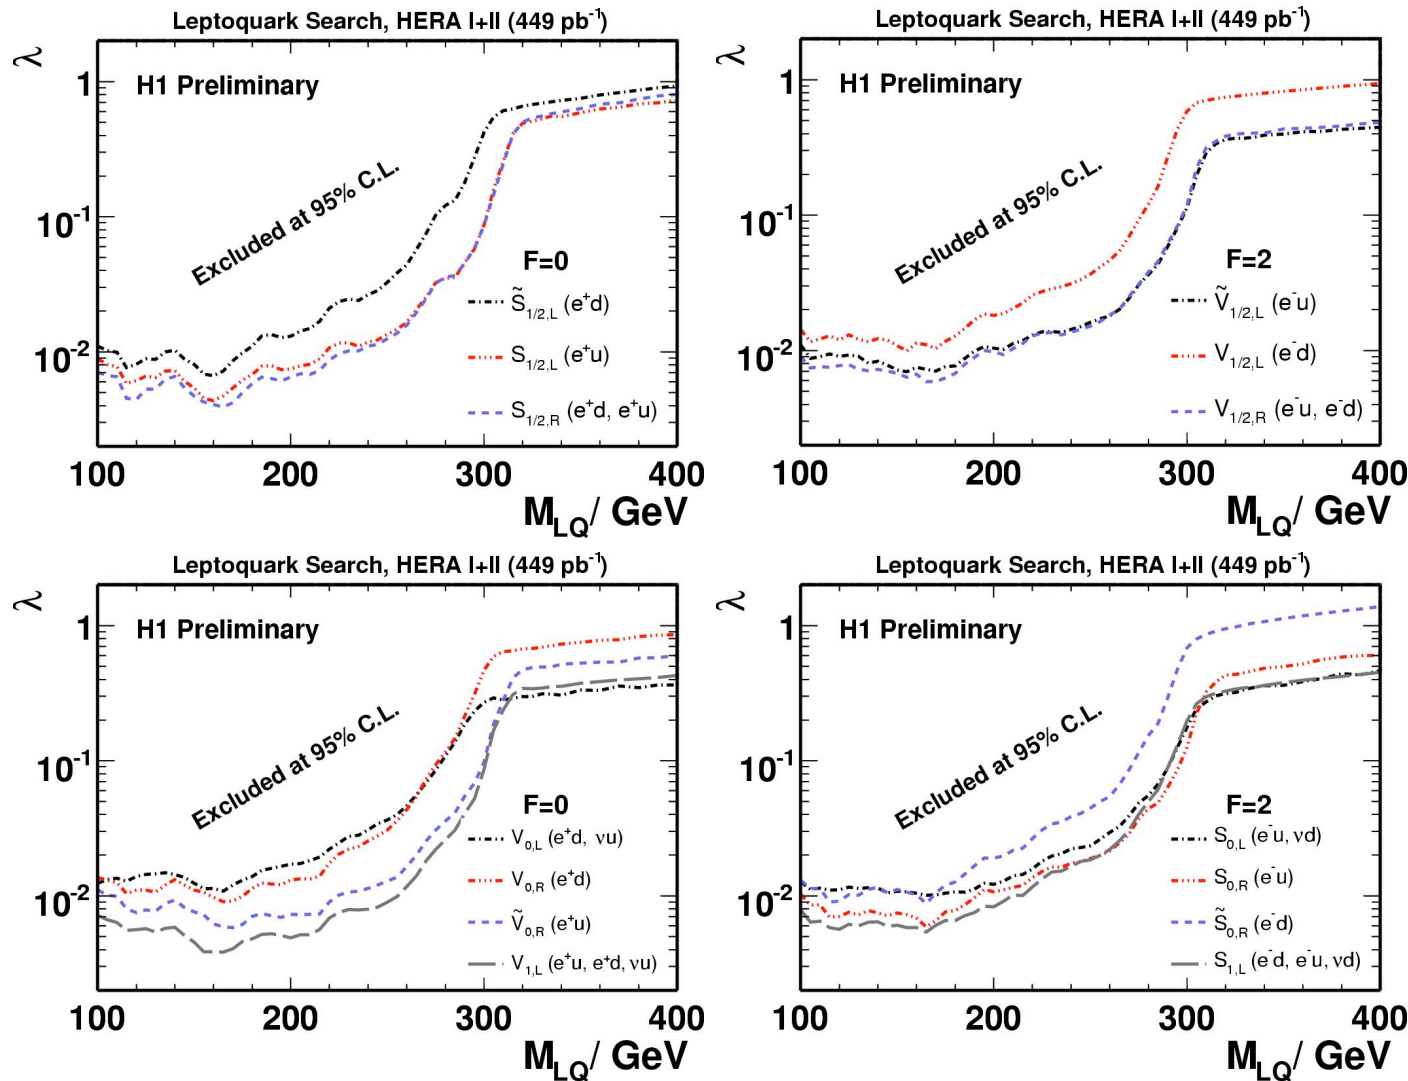 Leptoquark Search, HERA I+II (449 pb⁻¹)
λ
H1 Preliminary
1
10⁻¹
10⁻²
Excluded at 95% C.L.
F=0
S̃1/2,L (e⁺d)
S1/2,L (e⁺u)
S1/2,R (e⁺d, e⁺u)
100 200 300 400
MLQ/ GeV
Leptoquark Search, HERA I+II (449 pb⁻¹)
λ
H1 Preliminary
1
10⁻¹
10⁻²
Excluded at 95% C.L.
F=2
Ṽ1/2,L (e⁻u)
V1/2,L (e⁻d)
V1/2,R (e⁻u, e⁻d)
100 200 300 400
MLQ/ GeV
Leptoquark Search, HERA I+II (449 pb⁻¹)
λ
H1 Preliminary
1
10⁻¹
10⁻²
Excluded at 95% C.L.
F=0
V0,L (e⁺d, νu)
V0,R (e⁺d)
Ṽ0,R (e⁺u)
V1,L (e⁺u, e⁺d, νu)
100 200 300 400
MLQ/ GeV
Leptoquark Search, HERA I+II (449 pb⁻¹)
λ
H1 Preliminary
1
10⁻¹
10⁻²
Excluded at 95% C.L.
F=2
S0,L (e⁻u, νd)
S0,R (e⁻u)
S̃0,R (e⁻d)
S1,L (e⁻d, e⁻u, νd)
100 200 300 400
MLQ/ GeV